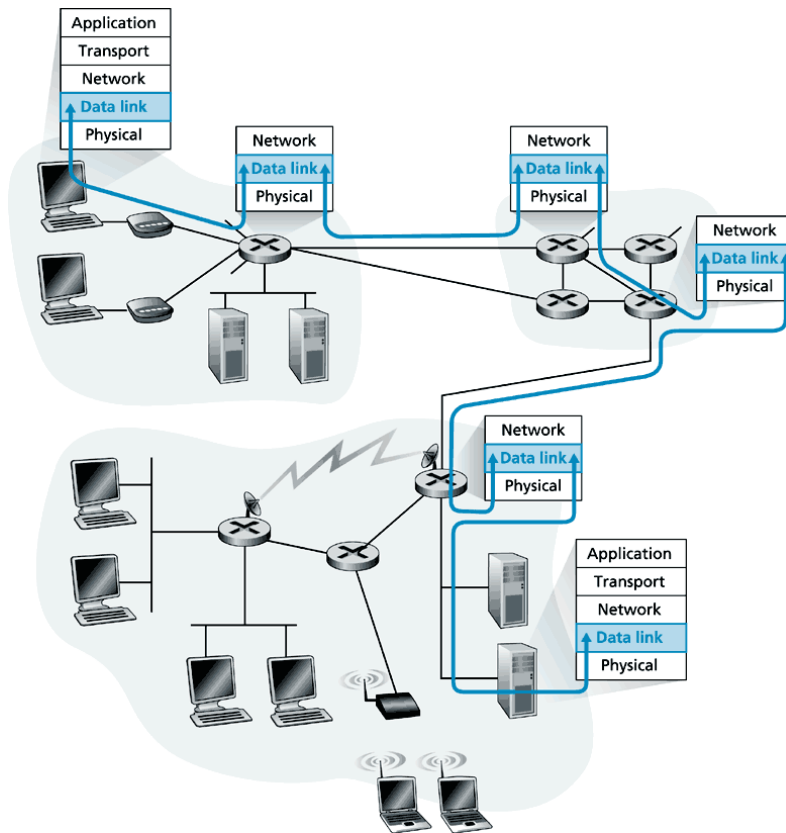 Application
Transport
Network
Data link
Physical
Network
Data link
Physical
Network
Data link
Physical
Network
Data link
Physical
Network
Data link
Physical
Application
Transport
Network
Data link
Physical